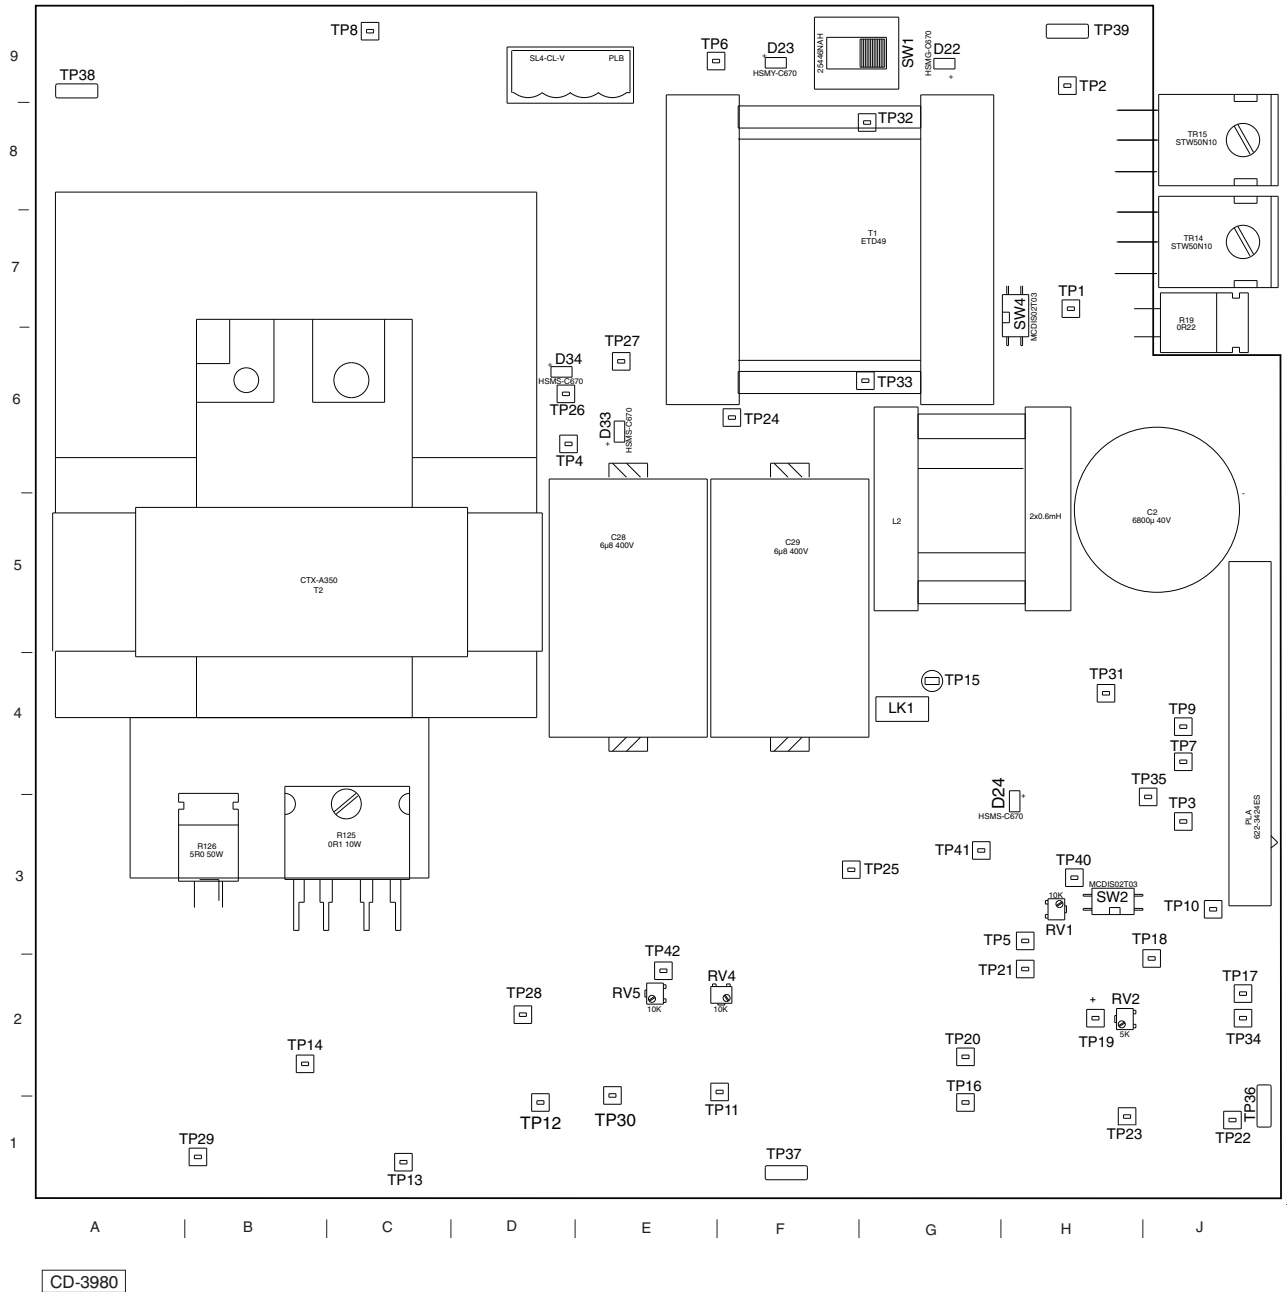 TP8
TP39
9
TP38
SL4-CL-V PLB
TP6
D23
HSMY-C670
25446NAH
SW1
HSMG-C670
D22
TP2
TP32
8
TR15
STW50N10
7
T1
ETD49
TR14
STW50N10
TP1
SW4
MCDIS02T03
R19
0R22
TP27
D34
HSMS-C670
TP33
6
TP26
D33
HSMS-C670
TP24
TP4
C28
6µ8 400V
C29
6µ8 400V
L2
2x0.6mH
C2
6800µ 40V
-
5
CTX-A350
T2
TP31
TP15
LK1
4
TP9
TP7
TP35
D24
+
HSMS-C670
TP3
PLA
622-3424ES
R126
5R0 50W
R125
0R1 10W
TP41
3
TP25
TP40
MCDIS02T03
SW2
10K
RV1
TP10
TP5
TP18
TP42
TP21
RV4
10K
RV5
10K
TP28
TP17
2
+
RV2
5K
TP19
TP34
TP14
TP20
TP16
TP36
TP12
TP30
TP11
TP23
TP22
1
TP29
TP13
TP37
A B C D E F G H J
CD-3980